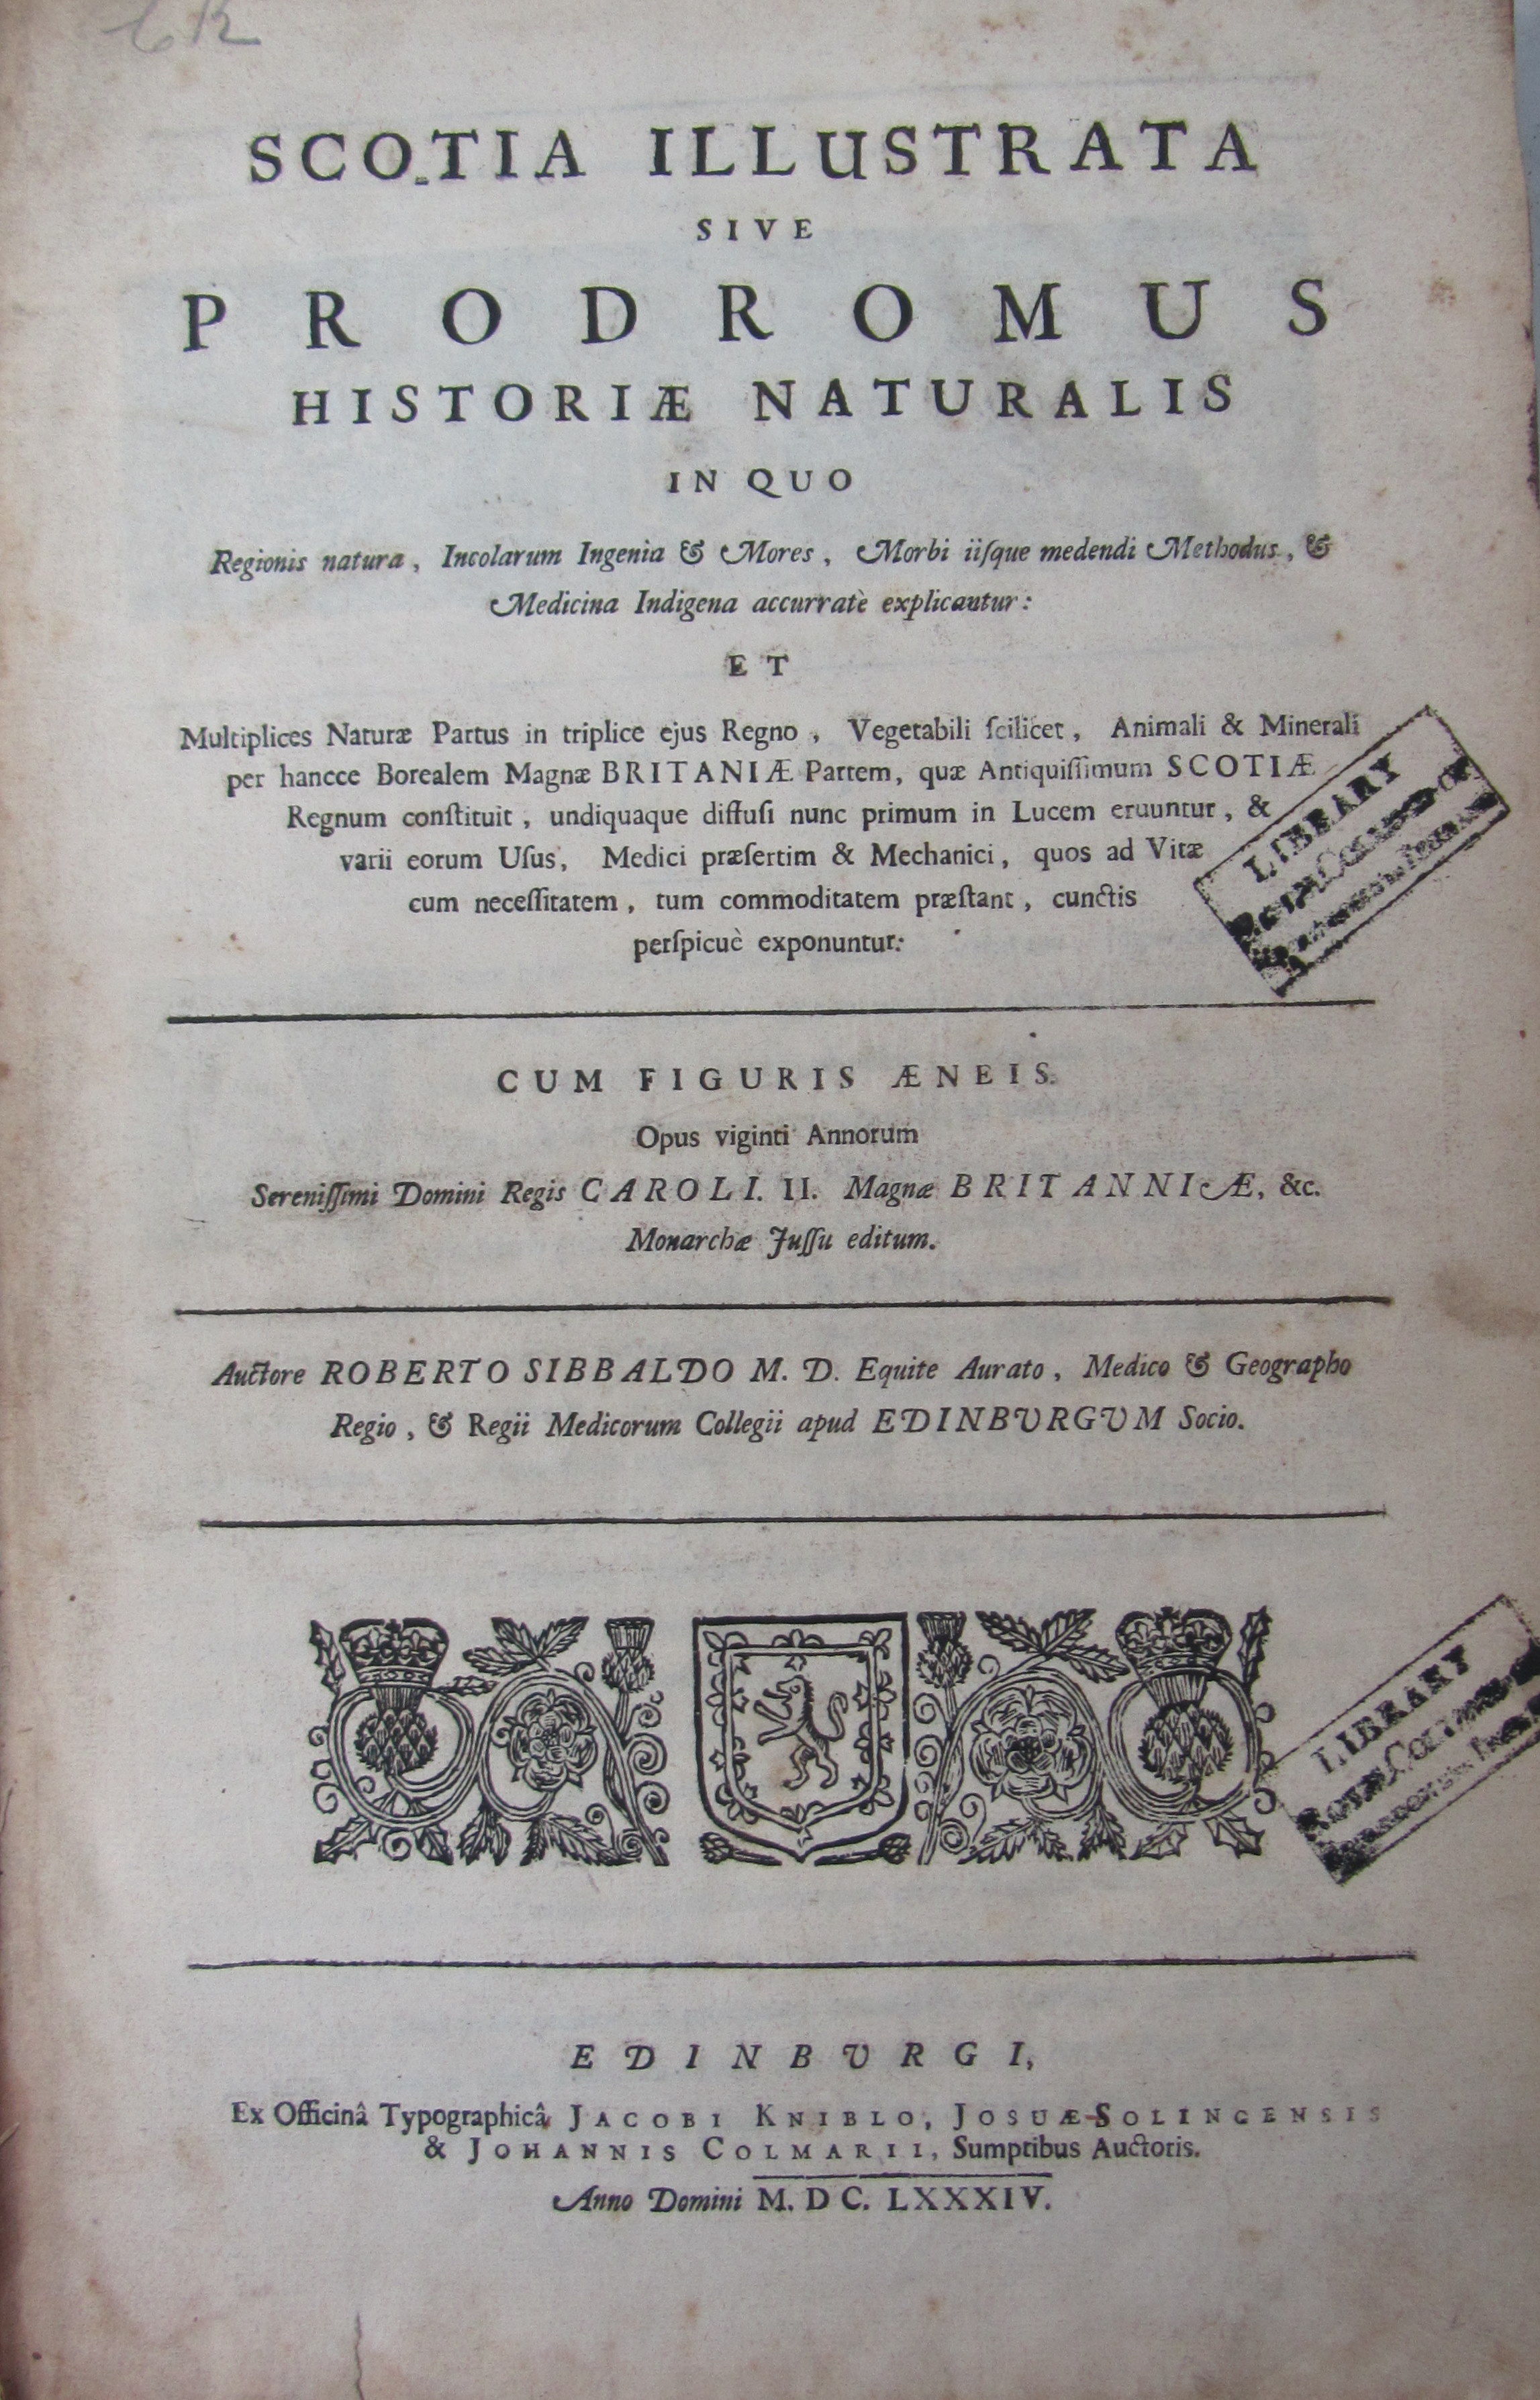 SCOTIA ILLUSTRATA
SIVE
PRODROMUS
HISTORIÆ NATURALIS
IN QUO
Regionis natura, Incolarum Ingenia & Mores, Morbi iiſque medendi Methodus, &
Medicina Indigena accurratè explicantur:
ET
Multiplices Naturæ Partus in triplice ejus Regno, Vegetabili ſcilicet, Animali & Minerali
per hancce Borealem Magnæ BRITANIÆ Partem, quæ Antiquiſſimum SCOTIÆ
Regnum conſtituit, undiquaque diffuſi nunc primum in Lucem eruuntur, &
varii eorum Uſus, Medici præſertim & Mechanici, quos ad Vitæ
cum neceſſitatem, tum commoditatem præſtant, cunctis
perſpicuè exponuntur:
LIBRARY
CUM FIGURIS ÆNEIS.
Opus viginti Annorum
Sereniſſimi Domini Regis CAROLI. II. Magnæ BRITANNIÆ, &c.
Monarchæ Juſſu editum.
Auctore ROBERTO SIBBALDO M. D. Equite Aurato, Medico & Geographo
Regio, & Regii Medicorum Collegii apud EDINBURGUM Socio.
LIBRARY
EDINBURGI,
Ex Officinâ Typographicâ JACOBI KNIBLO, JOSUÆ SOLINGENSIS
& JOHANNIS COLMARII, Sumptibus Auctoris.
Anno Domini M. DC. LXXXIV.